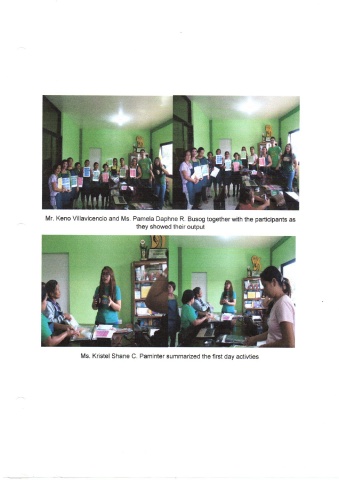 Mr. Keno Villavicencio and Ms. Pamela Daphne R. Busog together with the participants as
they showed their output
Ms. Kristel Shane C. Paminter summarized the first day activties